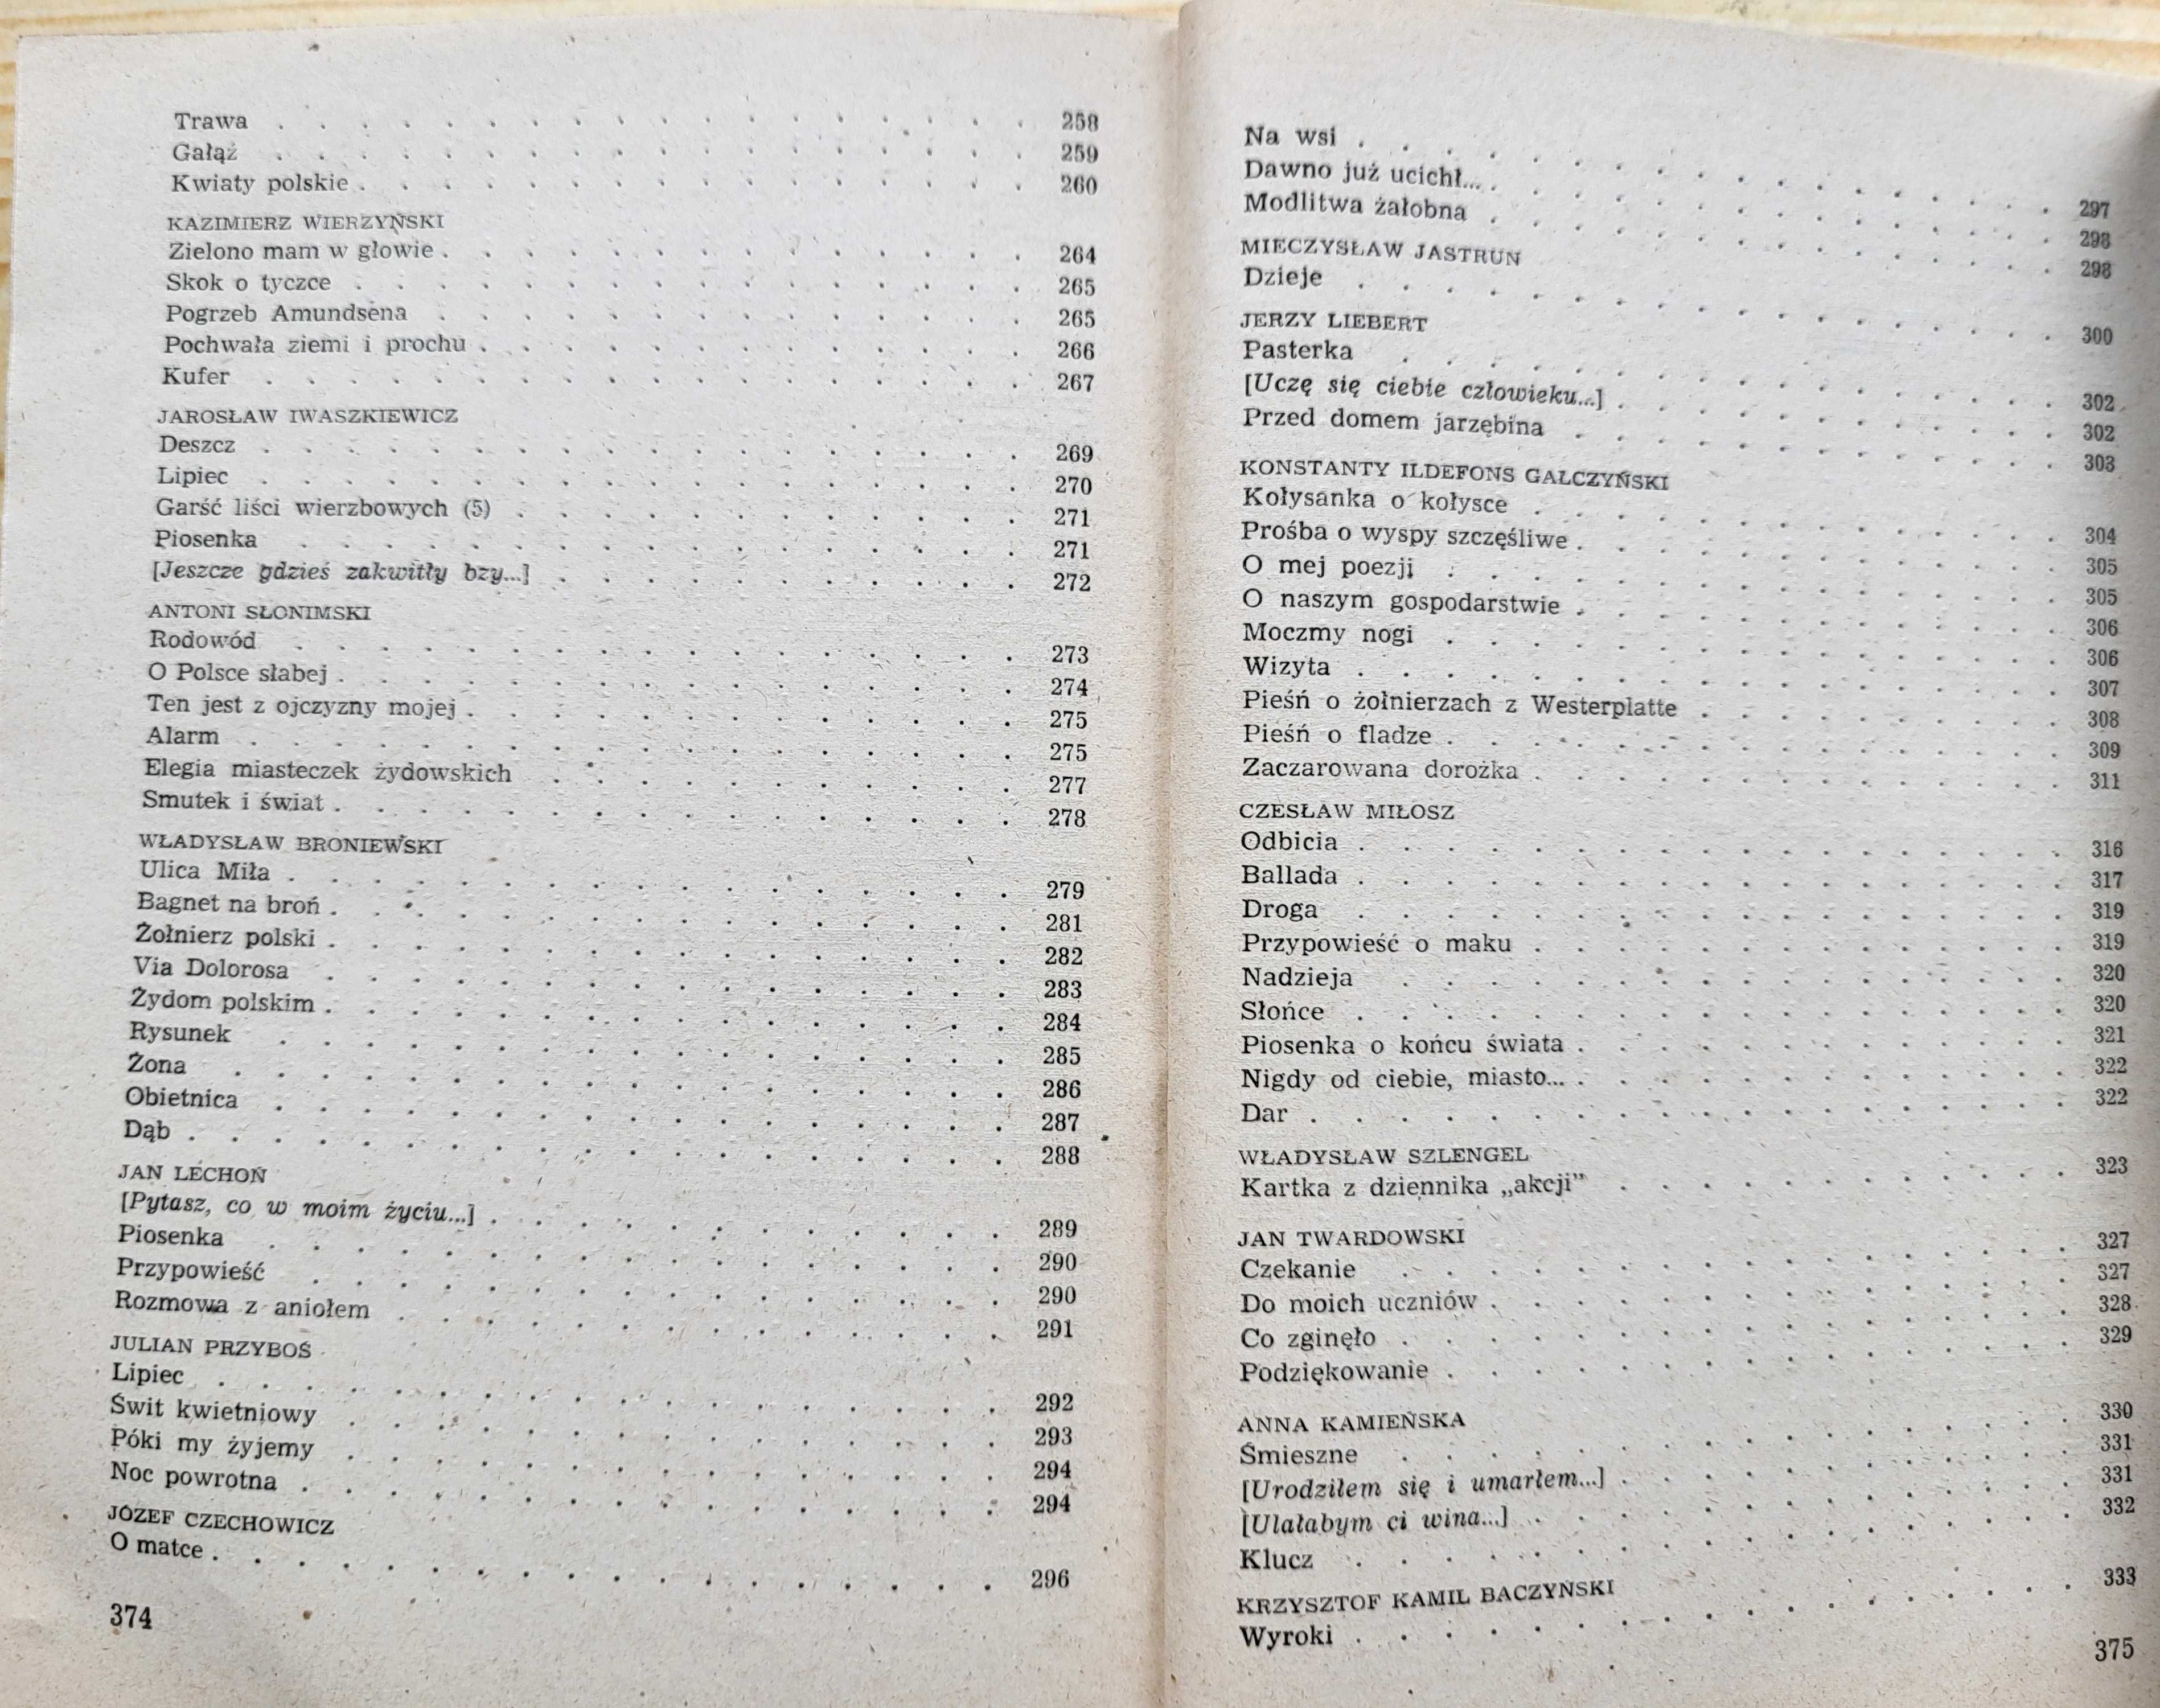 Trawa . . . . . . . . . . . . . . . . . . 258
Gałąź . . . . . . . . . . . . . . . . . . 259
Kwiaty polskie . . . . . . . . . . . . . . . . 260
KAZIMIERZ WIERZYŃSKI
Zielono mam w głowie . . . . . . . . . . . . . . 264
Skok o tyczce . . . . . . . . . . . . . . . . 265
Pogrzeb Amundsena . . . . . . . . . . . . . . 265
Pochwała ziemi i prochu . . . . . . . . . . . . . 266
Kufer . . . . . . . . . . . . . . . . . . 267
JAROSŁAW IWASZKIEWICZ
Deszcz . . . . . . . . . . . . . . . . . . 269
Lipiec . . . . . . . . . . . . . . . . . . 270
Garść liści wierzbowych (5) . . . . . . . . . . . . 271
Piosenka . . . . . . . . . . . . . . . . . 271
[Jeszcze gdzieś zakwitły bzy...] . . . . . . . . . . . 272
ANTONI SŁONIMSKI
Rodowód . . . . . . . . . . . . . . . . . 273
O Polsce słabej . . . . . . . . . . . . . . . . 274
Ten jest z ojczyzny mojej . . . . . . . . . . . . . 275
Alarm . . . . . . . . . . . . . . . . . . 275
Elegia miasteczek żydowskich . . . . . . . . . . . 277
Smutek i świat . . . . . . . . . . . . . . . . 278
WŁADYSŁAW BRONIEWSKI
Ulica Miła . . . . . . . . . . . . . . . . . 279
Bagnet na broń . . . . . . . . . . . . . . . . 281
Żołnierz polski . . . . . . . . . . . . . . . . 282
Via Dolorosa . . . . . . . . . . . . . . . . 283
Żydom polskim . . . . . . . . . . . . . . . . 284
Rysunek . . . . . . . . . . . . . . . . . 285
Żona . . . . . . . . . . . . . . . . . . 286
Obietnica . . . . . . . . . . . . . . . . . 287
Dąb . . . . . . . . . . . . . . . . . . . 288
JAN LECHOŃ
[Pytasz, co w moim życiu...] . . . . . . . . . . . . 289
Piosenka . . . . . . . . . . . . . . . . . 290
Przypowieść . . . . . . . . . . . . . . . . 290
Rozmowa z aniołem . . . . . . . . . . . . . . 291
JULIAN PRZYBOŚ
Lipiec . . . . . . . . . . . . . . . . . . 292
Świt kwietniowy . . . . . . . . . . . . . . . 293
Póki my żyjemy . . . . . . . . . . . . . . . 294
Noc powrotna . . . . . . . . . . . . . . . . 294
JÓZEF CZECHOWICZ
O matce . . . . . . . . . . . . . . . . . . 296
374
Na wsi . . . . . . . . . . . . . . . . . 297
Dawno już ucichł... . . . . . . . . . . . . . . 298
Modlitwa żałobna . . . . . . . . . . . . . . 298
MIECZYSŁAW JASTRUN
Dzieje . . . . . . . . . . . . . . . . . 300
JERZY LIEBERT
Pasterka . . . . . . . . . . . . . . . . 302
[Uczę się ciebie człowieku...] . . . . . . . . . . . 302
Przed domem jarzębina . . . . . . . . . . . . 303
KONSTANTY ILDEFONS GAŁCZYŃSKI
Kołysanka o kołysce . . . . . . . . . . . . . 304
Prośba o wyspy szczęśliwe . . . . . . . . . . . . 305
O mej poezji . . . . . . . . . . . . . . . 305
O naszym gospodarstwie . . . . . . . . . . . . 306
Moczmy nogi . . . . . . . . . . . . . . . 306
Wizyta . . . . . . . . . . . . . . . . . 307
Pieśń o żołnierzach z Westerplatte . . . . . . . . . 308
Pieśń o fladze . . . . . . . . . . . . . . . 309
Zaczarowana dorożka . . . . . . . . . . . . . 311
CZESŁAW MIŁOSZ
Odbicia . . . . . . . . . . . . . . . . . 316
Ballada . . . . . . . . . . . . . . . . . 317
Droga . . . . . . . . . . . . . . . . . 319
Przypowieść o maku . . . . . . . . . . . . . 319
Nadzieja . . . . . . . . . . . . . . . . 320
Słońce . . . . . . . . . . . . . . . . . 320
Piosenka o końcu świata . . . . . . . . . . . . 321
Nigdy od ciebie, miasto... . . . . . . . . . . . . 322
Dar . . . . . . . . . . . . . . . . . . 322
WŁADYSŁAW SZLENGEL
Kartka z dziennika „akcji” . . . . . . . . . . . 323
JAN TWARDOWSKI
Czekanie . . . . . . . . . . . . . . . . 327
Do moich uczniów . . . . . . . . . . . . . . 327
Co zginęło . . . . . . . . . . . . . . . . 328
Podziękowanie . . . . . . . . . . . . . . . 329
ANNA KAMIEŃSKA
Śmieszne . . . . . . . . . . . . . . . . 330
[Urodziłem się i umarłem...] . . . . . . . . . . . 331
[Ulałabym ci wina...] . . . . . . . . . . . . . 331
Klucz . . . . . . . . . . . . . . . . . 332
KRZYSZTOF KAMIL BACZYŃSKI
Wyroki . . . . . . . . . . . . . . . . . 333
375